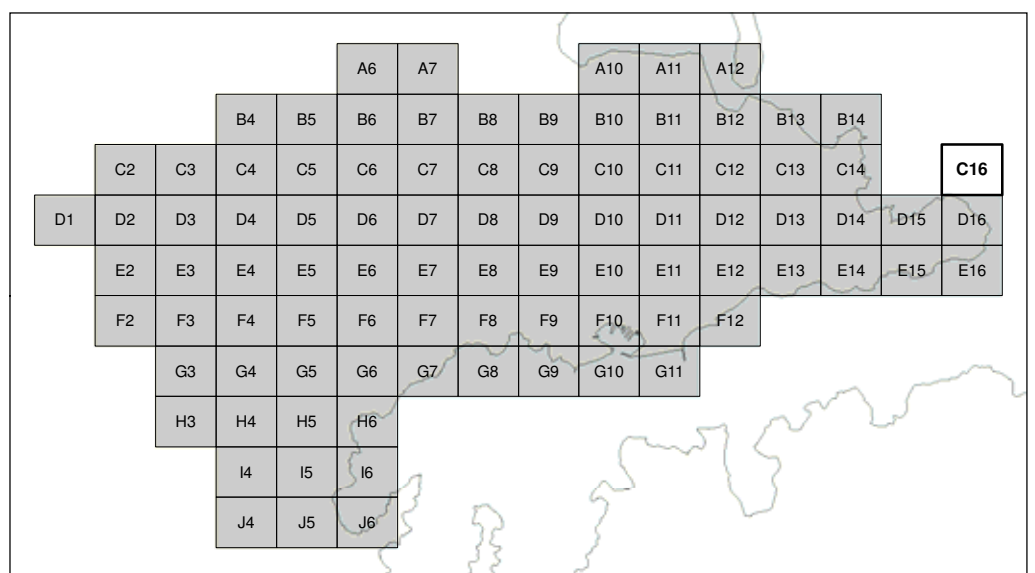 A6 A7 A10 A11 A12
B4 B5 B6 B7 B8 B9 B10 B11 B12 B13 B14
C2 C3 C4 C5 C6 C7 C8 C9 C10 C11 C12 C13 C14 C16
D1 D2 D3 D4 D5 D6 D7 D8 D9 D10 D11 D12 D13 D14 D15 D16
E2 E3 E4 E5 E6 E7 E8 E9 E10 E11 E12 E13 E14 E15 E16
F2 F3 F4 F5 F6 F7 F8 F9 F10 F11 F12
G3 G4 G5 G6 G7 G8 G9 G10 G11
H3 H4 H5 H6
I4 I5 I6
J4 J5 J6